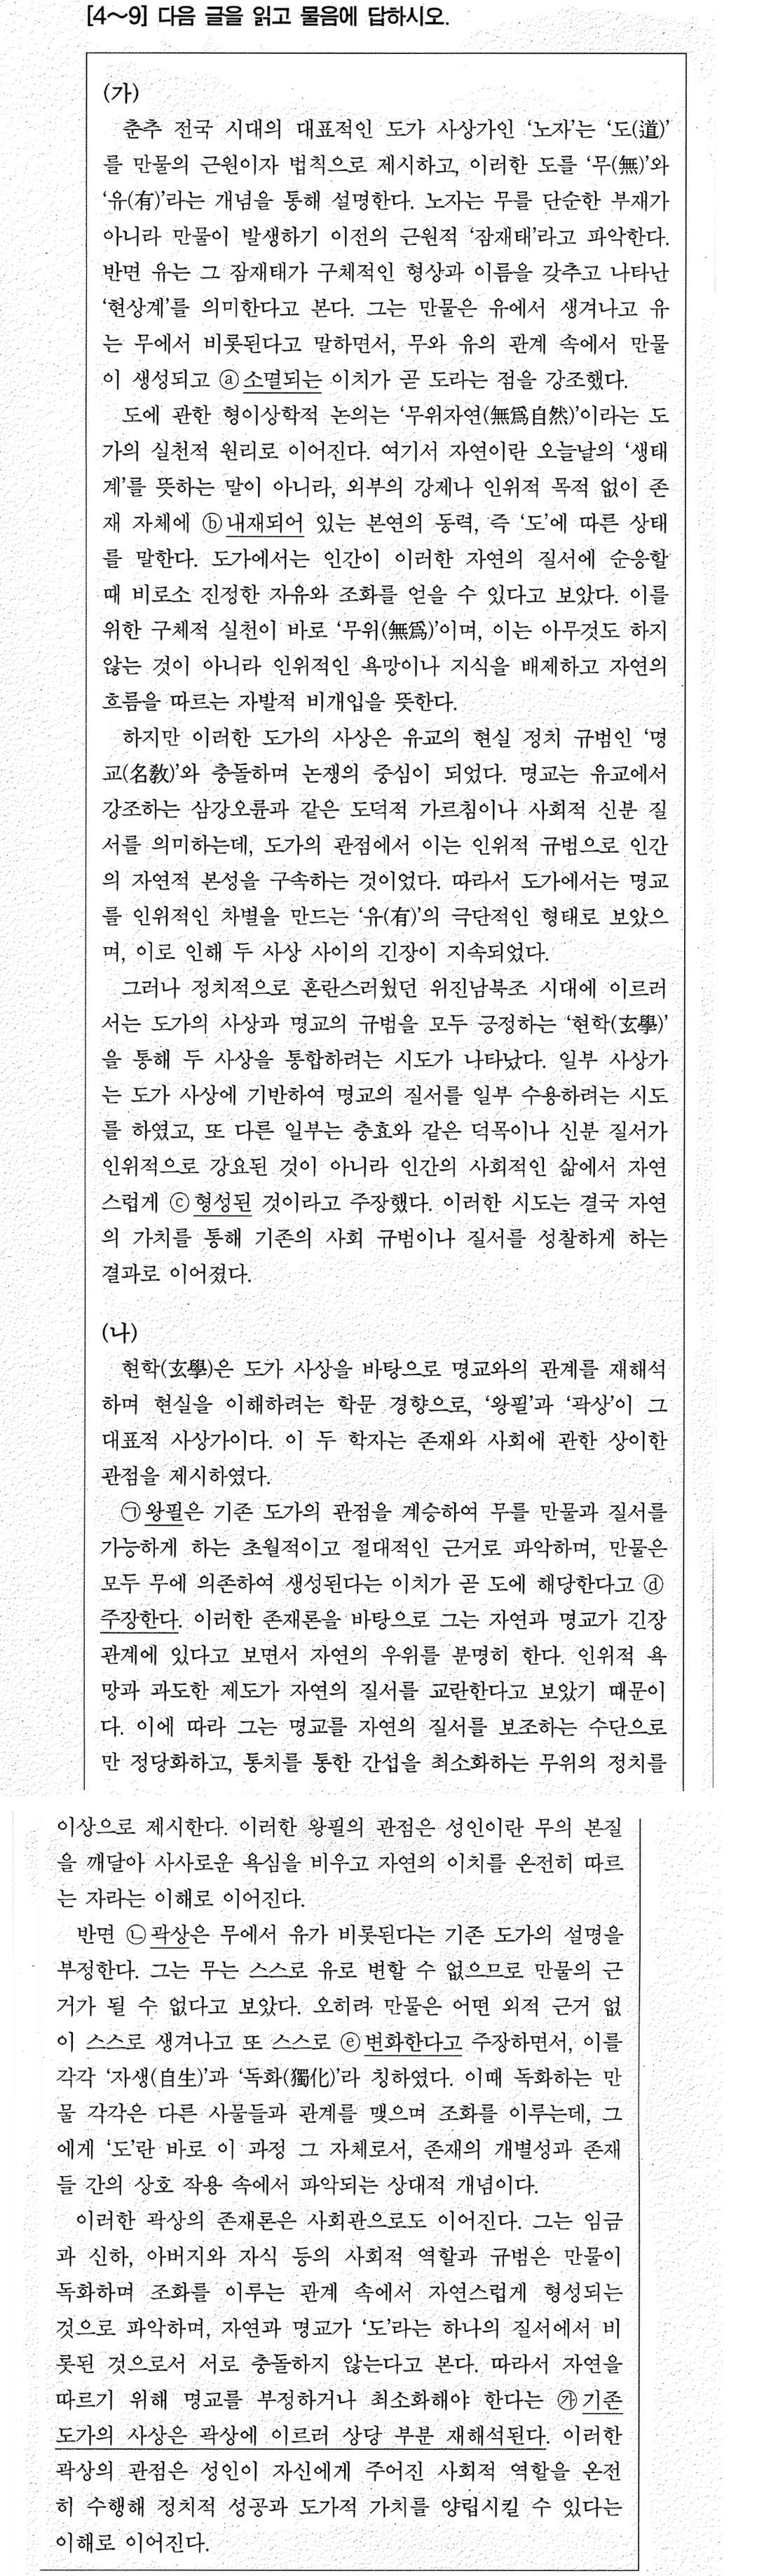 [4～9] 다음 글을 읽고 물음에 답하시오.
(가)
춘추 전국 시대의 대표적인 도가 사상가인 ‘노자’는 ‘도(道)’
를 만물의 근원이자 법칙으로 제시하고, 이러한 도를 ‘무(無)’와
‘유(有)’라는 개념을 통해 설명한다. 노자는 무를 단순한 부재가
아니라 만물이 발생하기 이전의 근원적 ‘잠재태’라고 파악한다.
반면 유는 그 잠재태가 구체적인 형상과 이름을 갖추고 나타난
‘현상계’를 의미한다고 본다. 그는 만물은 유에서 생겨나고 유
는 무에서 비롯된다고 말하면서, 무와 유의 관계 속에서 만물
이 생성되고 ⓐ소멸되는 이치가 곧 도라는 점을 강조했다.
도에 관한 형이상학적 논의는 ‘무위자연(無爲自然)’이라는 도
가의 실천적 원리로 이어진다. 여기서 자연이란 오늘날의 ‘생태
계’를 뜻하는 말이 아니라, 외부의 강제나 인위적 목적 없이 존
재 자체에 ⓑ내재되어 있는 본연의 동력, 즉 ‘도’에 따른 상태
를 말한다. 도가에서는 인간이 이러한 자연의 질서에 순응할
때 비로소 진정한 자유와 조화를 얻을 수 있다고 보았다. 이를
위한 구체적 실천이 바로 ‘무위(無爲)’이며, 이는 아무것도 하지
않는 것이 아니라 인위적인 욕망이나 지식을 배제하고 자연의
흐름을 따르는 자발적 비개입을 뜻한다.
하지만 이러한 도가의 사상은 유교의 현실 정치 규범인 ‘명
교(名敎)’와 충돌하며 논쟁의 중심이 되었다. 명교는 유교에서
강조하는 삼강오륜과 같은 도덕적 가르침이나 사회적 신분 질
서를 의미하는데, 도가의 관점에서 이는 인위적 규범으로 인간
의 자연적 본성을 구속하는 것이었다. 따라서 도가에서는 명교
를 인위적인 차별을 만드는 ‘유(有)’의 극단적인 형태로 보았으
며, 이로 인해 두 사상 사이의 긴장이 지속되었다.
그러나 정치적으로 혼란스러웠던 위진남북조 시대에 이르러
서는 도가의 사상과 명교의 규범을 모두 긍정하는 ‘현학(玄學)’
을 통해 두 사상을 통합하려는 시도가 나타났다. 일부 사상가
는 도가 사상에 기반하여 명교의 질서를 일부 수용하려는 시도
를 하였고, 또 다른 일부는 충효와 같은 덕목이나 신분 질서가
인위적으로 강요된 것이 아니라 인간의 사회적인 삶에서 자연
스럽게 ⓒ형성된 것이라고 주장했다. 이러한 시도는 결국 자연
의 가치를 통해 기존의 사회 규범이나 질서를 성찰하게 하는
결과로 이어졌다.
(나)
현학(玄學)은 도가 사상을 바탕으로 명교와의 관계를 재해석
하며 현실을 이해하려는 학문 경향으로, ‘왕필’과 ‘곽상’이 그
대표적 사상가이다. 이 두 학자는 존재와 사회에 관한 상이한
관점을 제시하였다.
㉠왕필은 기존 도가의 관점을 계승하여 무를 만물과 질서를
가능하게 하는 초월적이고 절대적인 근거로 파악하며, 만물은
모두 무에 의존하여 생성된다는 이치가 곧 도에 해당한다고 ⓓ
주장한다. 이러한 존재론을 바탕으로 그는 자연과 명교가 긴장
관계에 있다고 보면서 자연의 우위를 분명히 한다. 인위적 욕
망과 과도한 제도가 자연의 질서를 교란한다고 보았기 때문이
다. 이에 따라 그는 명교를 자연의 질서를 보조하는 수단으로
만 정당화하고, 통치를 통한 간섭을 최소화하는 무위의 정치를
이상으로 제시한다. 이러한 왕필의 관점은 성인이란 무의 본질
을 깨달아 사사로운 욕심을 비우고 자연의 이치를 온전히 따르
는 자라는 이해로 이어진다.
반면 ㉡곽상은 무에서 유가 비롯된다는 기존 도가의 설명을
부정한다. 그는 무는 스스로 유로 변할 수 없으므로 만물의 근
거가 될 수 없다고 보았다. 오히려 만물은 어떤 외적 근거 없
이 스스로 생겨나고 또 스스로 ⓔ변화한다고 주장하면서, 이를
각각 ‘자생(自生)’과 ‘독화(獨化)’라 칭하였다. 이때 독화하는 만
물 각각은 다른 사물들과 관계를 맺으며 조화를 이루는데, 그
에게 ‘도’란 바로 이 과정 그 자체로서, 존재의 개별성과 존재
들 간의 상호 작용 속에서 파악되는 상대적 개념이다.
이러한 곽상의 존재론은 사회관으로도 이어진다. 그는 임금
과 신하, 아버지와 자식 등의 사회적 역할과 규범은 만물이
독화하며 조화를 이루는 관계 속에서 자연스럽게 형성되는
것으로 파악하며, 자연과 명교가 ‘도’라는 하나의 질서에서 비
롯된 것으로서 서로 충돌하지 않는다고 본다. 따라서 자연을
따르기 위해 명교를 부정하거나 최소화해야 한다는 ㉮기존
도가의 사상은 곽상에 이르러 상당 부분 재해석된다. 이러한
곽상의 관점은 성인이 자신에게 주어진 사회적 역할을 온전
히 수행해 정치적 성공과 도가적 가치를 양립시킬 수 있다는
이해로 이어진다.